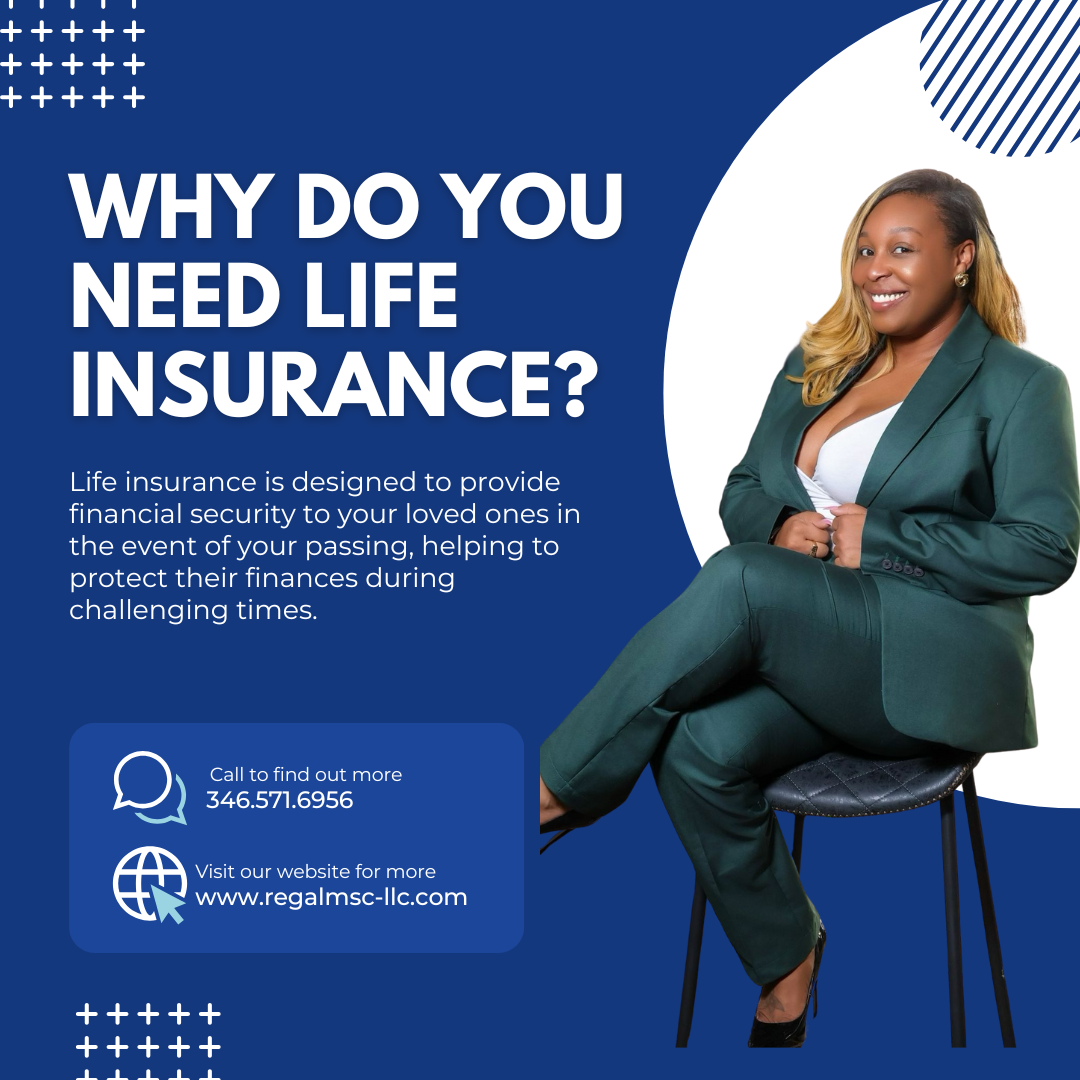 WHY DO YOU
NEED LIFE
INSURANCE?
Life insurance is designed to provide
financial security to your loved ones in
the event of your passing, helping to
protect their finances during
challenging times.
Call to find out more
346.571.6956
Visit our website for more
www.regalmsc-llc.com